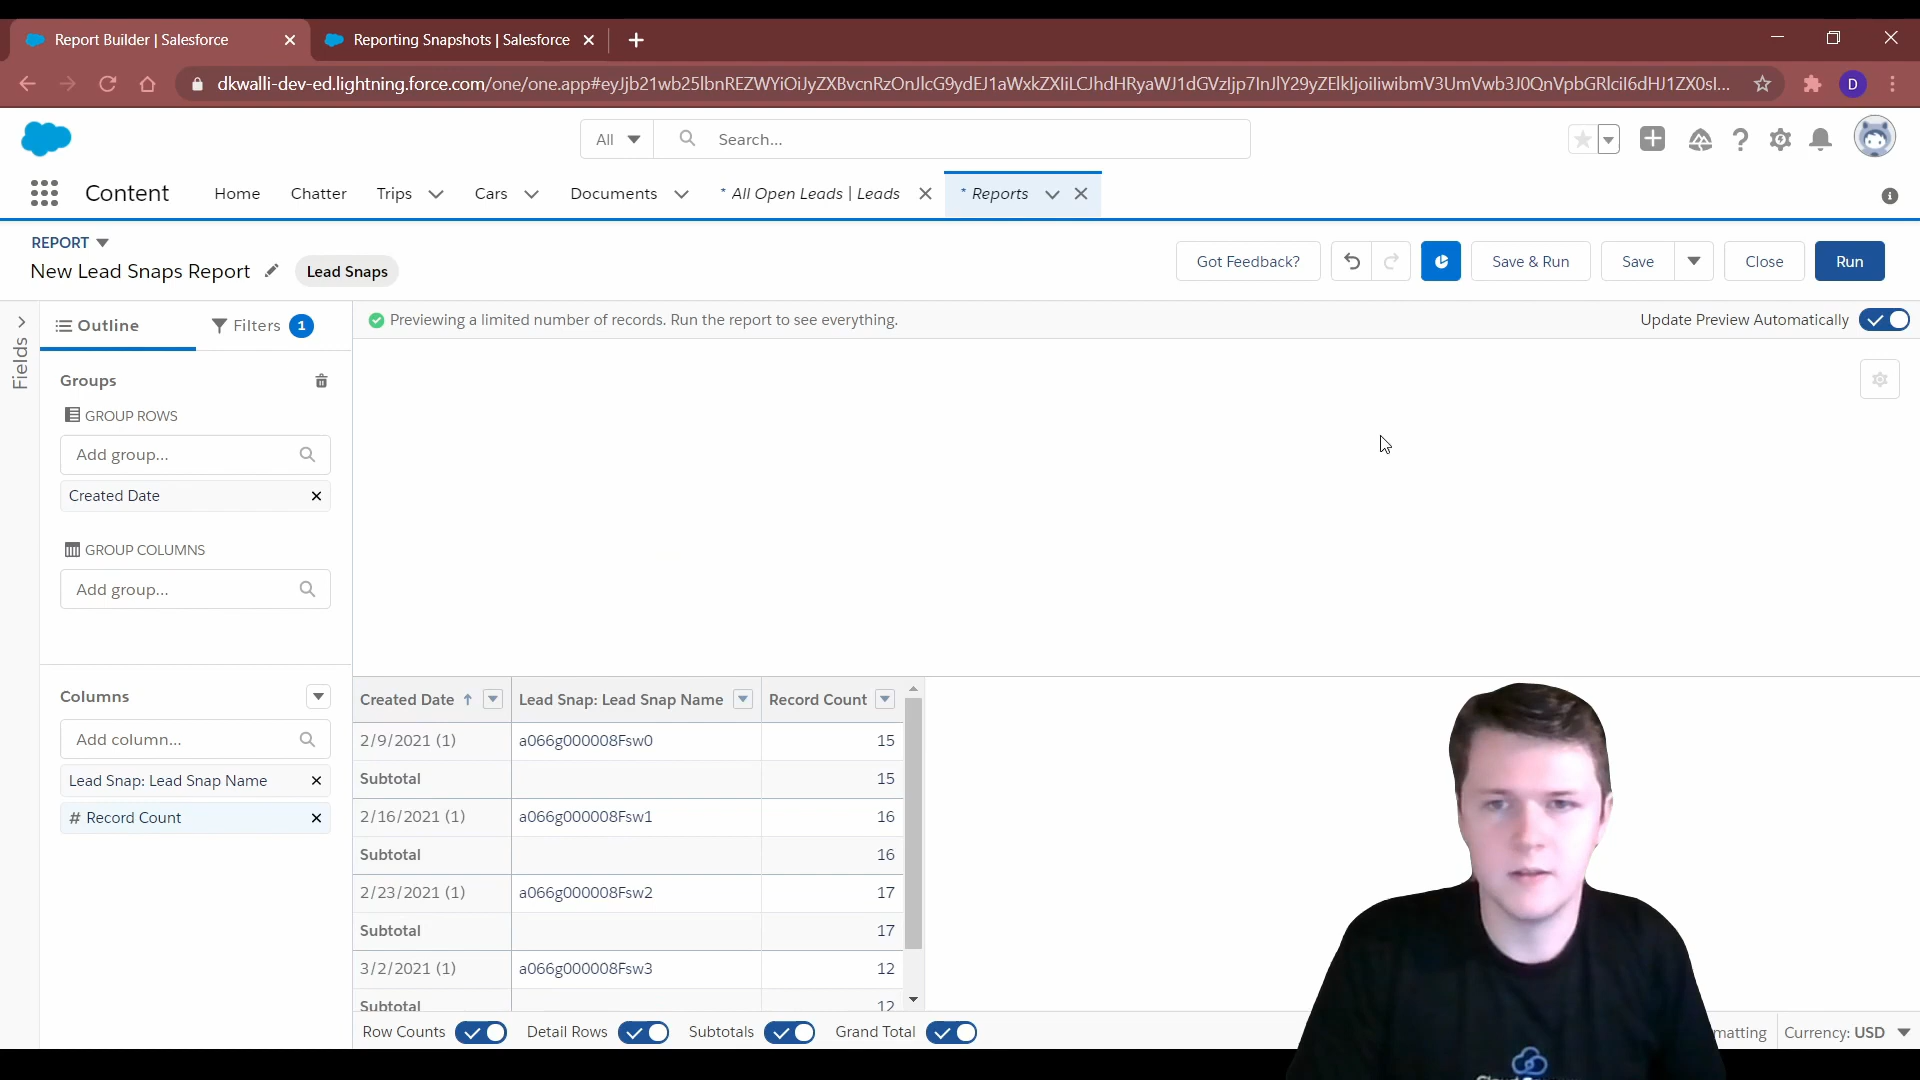 Report Builder | Salesforce
Reporting Snapshots | Salesforce
dkwalli-dev-ed.lightning.force.com/one/one.app#eyJjb21wb25lbnREZWYiOiJyZXBvcnRzOnJlcG9ydEJ1aWxkZXIiLCJhdHRyaWJ1dGVzIjp7InJlY29yZElkIjoiIiwibmV3UmVwb3J0QnVpbGRlciI6dHJ1ZX0sI...
D
All
Search...
Content
Home
Chatter
Trips
Cars
Documents
* All Open Leads | Leads
* Reports
REPORT
New Lead Snaps Report
Lead Snaps
Got Feedback?
Save & Run
Save
Close
Run
Fields
Outline
Filters 1
Previewing a limited number of records. Run the report to see everything.
Update Preview Automatically
Groups
GROUP ROWS
Add group...
Created Date
GROUP COLUMNS
Add group...
Columns
Add column...
Lead Snap: Lead Snap Name
# Record Count
Created Date Lead Snap: Lead Snap Name Record Count
2/9/2021 (1) a066g000008Fsw0 15
Subtotal 15
2/16/2021 (1) a066g000008Fsw1 16
Subtotal 16
2/23/2021 (1) a066g000008Fsw2 17
Subtotal 17
3/2/2021 (1) a066g000008Fsw3 12
Subtotal 12
Row Counts
Detail Rows
Subtotals
Grand Total
matting
Currency: USD